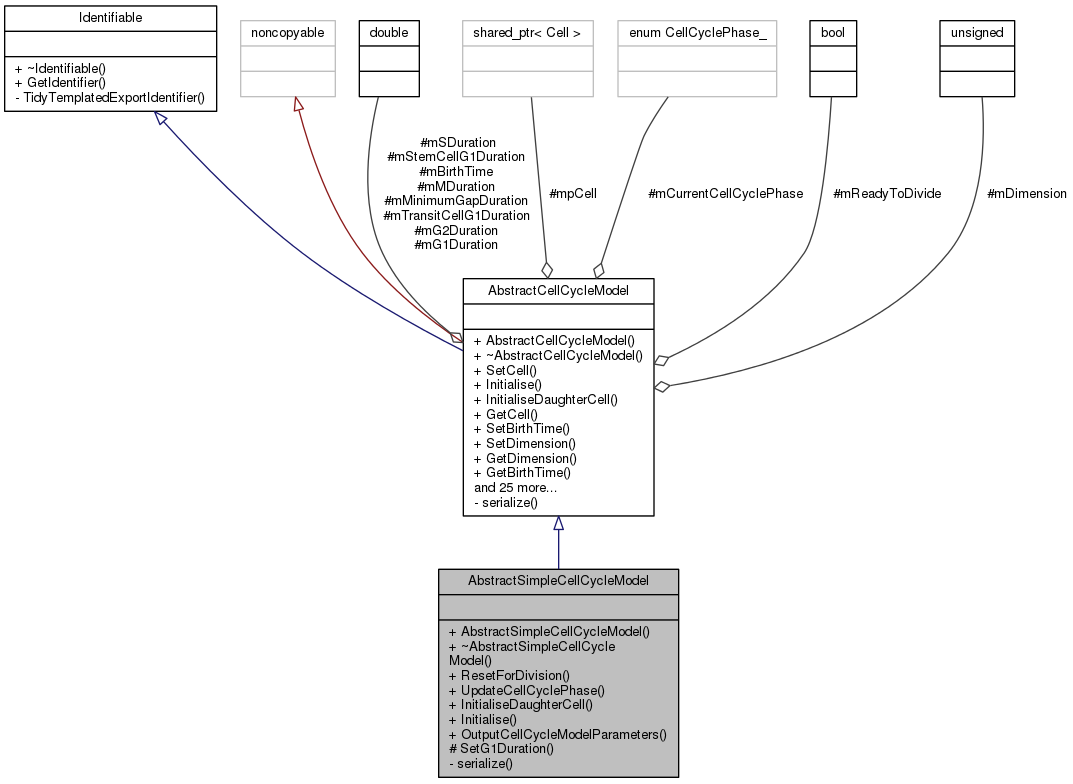 Identifiable
+ ~Identifiable()
+ GetIdentifier()
- TidyTemplatedExportIdentifier()
noncopyable
double
shared_ptr< Cell >
enum CellCyclePhase_
bool
unsigned
#mSDuration
#mStemCellG1Duration
#mBirthTime
#mMDuration
#mMinimumGapDuration
#mTransitCellG1Duration
#mG2Duration
#mG1Duration
#mpCell
#mCurrentCellCyclePhase
#mReadyToDivide
#mDimension
AbstractCellCycleModel
+ AbstractCellCycleModel()
+ ~AbstractCellCycleModel()
+ SetCell()
+ Initialise()
+ InitialiseDaughterCell()
+ GetCell()
+ SetBirthTime()
+ SetDimension()
+ GetDimension()
+ GetBirthTime()
and 25 more...
- serialize()
AbstractSimpleCellCycleModel
+ AbstractSimpleCellCycleModel()
+ ~AbstractSimpleCellCycle
Model()
+ ResetForDivision()
+ UpdateCellCyclePhase()
+ InitialiseDaughterCell()
+ Initialise()
+ OutputCellCycleModelParameters()
# SetG1Duration()
- serialize()